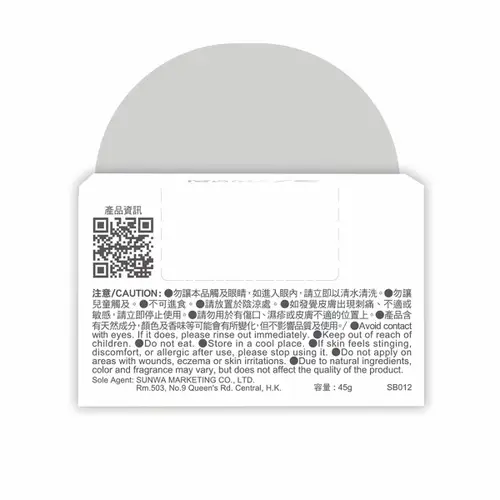 產品資訊
注意/CAUTION: ●勿讓本品觸及眼睛，如進入眼內，請立即以清水清洗。●勿讓
兒童觸及。●不可進食。●請放置於陰涼處。●如發覺皮膚出現刺痛、不適或
敏感，請立即停止使用。●請勿用於有傷口、濕疹或皮膚不適的位置上。●產品含
有天然成分，顏色及香味等可能會有所變化，但不影響品質及使用。/ ●Avoid contact
with eyes. If it does, please rinse out immediately. ●Keep out of reach of
children. ●Do not eat. ●Store in a cool place. ●If skin feels stinging,
discomfort, or allergic after use, please stop using it. ●Do not apply on
areas with wounds, eczema or skin irritations. ●Due to natural ingredients,
color and fragrance may vary, but does not affect the quality of the product.
Sole Agent: SUNWA MARKETING CO., LTD.
Rm.503, No.9 Queen's Rd. Central, H.K. 容量：45g SB012